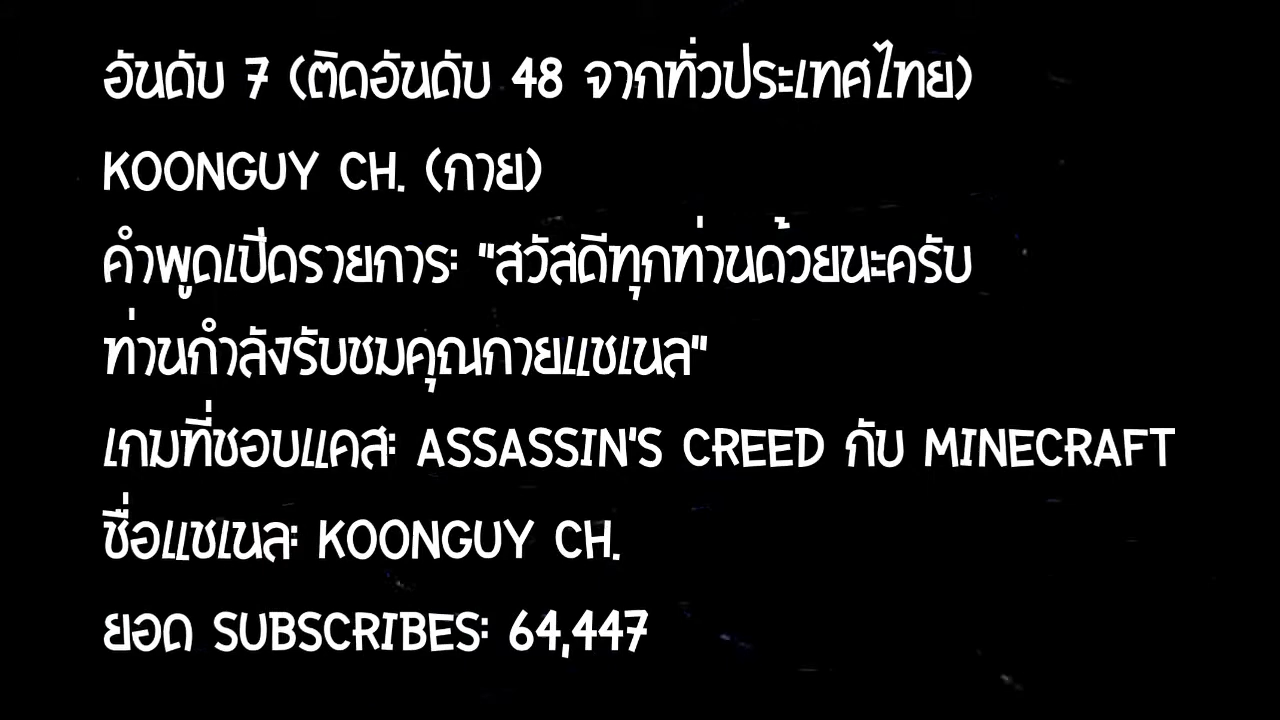 อันดับ 7 (ติดอันดับ 48 จากทั่วประเทศไทย)
KOONGUY CH. (กาย)
คำพูดเปิดรายการ: "สวัสดีทุกท่านด้วยนะครับ
ท่านกำลังรับชมคุณกายแชเนล"
เกมที่ชอบแคส: ASSASSIN'S CREED กับ MINECRAFT
ชื่อแชเนล: KOONGUY CH.
ยอด SUBSCRIBES: 64,447